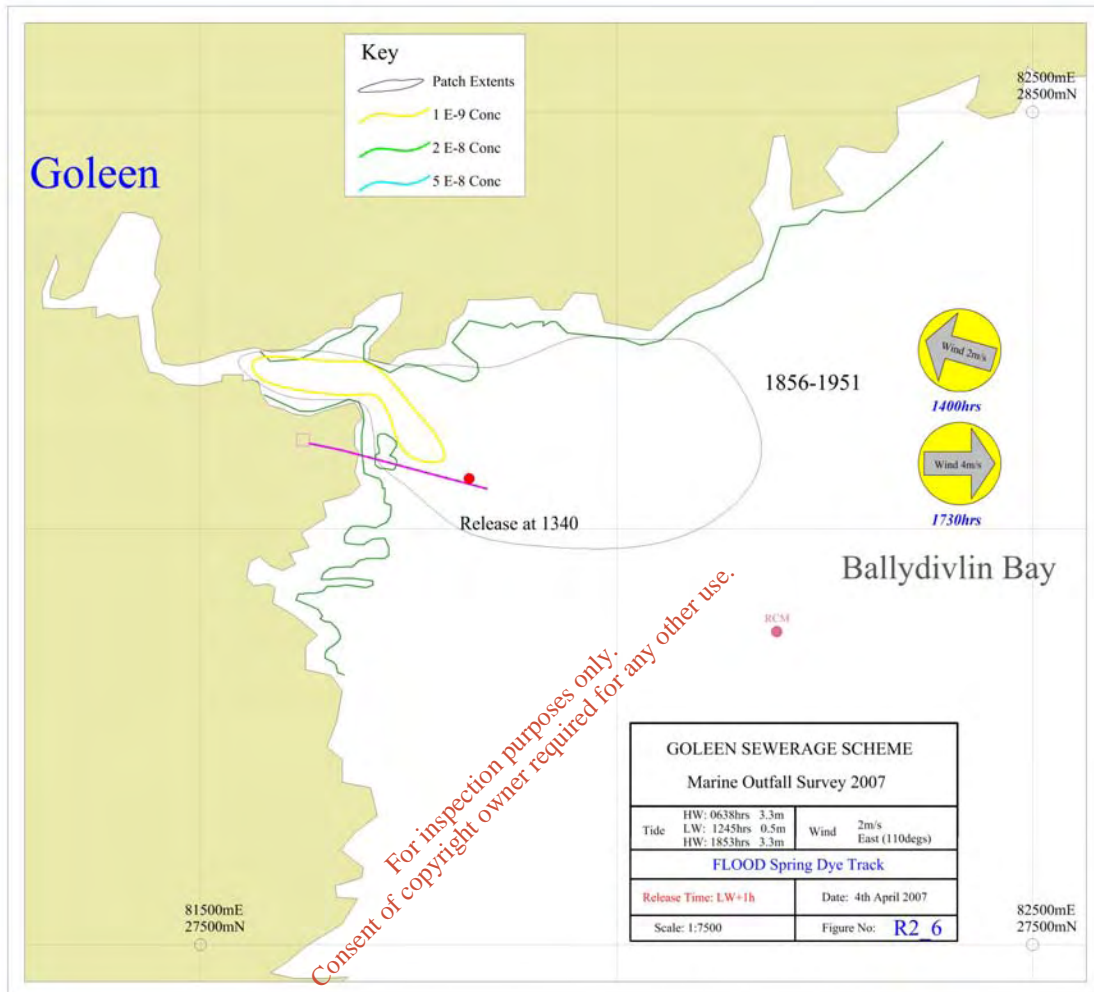 Key
Patch Extents
1 E-9 Conc
2 E-8 Conc
5 E-8 Conc
82500mE
28500mN
Goleen
1856-1951
Wind 2m/s
1400hrs
Wind 4m/s
1730hrs
Release at 1340
Ballydivlin Bay
RCM
For inspection purposes only.
Consent of copyright owner required for any other use.
GOLEEN SEWERAGE SCHEME
Marine Outfall Survey 2007
Tide
HW: 0638hrs 3.3m
LW: 1245hrs 0.5m
HW: 1853hrs 3.3m
Wind
2m/s
East (110degs)
FLOOD Spring Dye Track
Release Time: LW+1h
Date: 4th April 2007
Scale: 1:7500
Figure No: R2_6
81500mE
27500mN
82500mE
27500mN